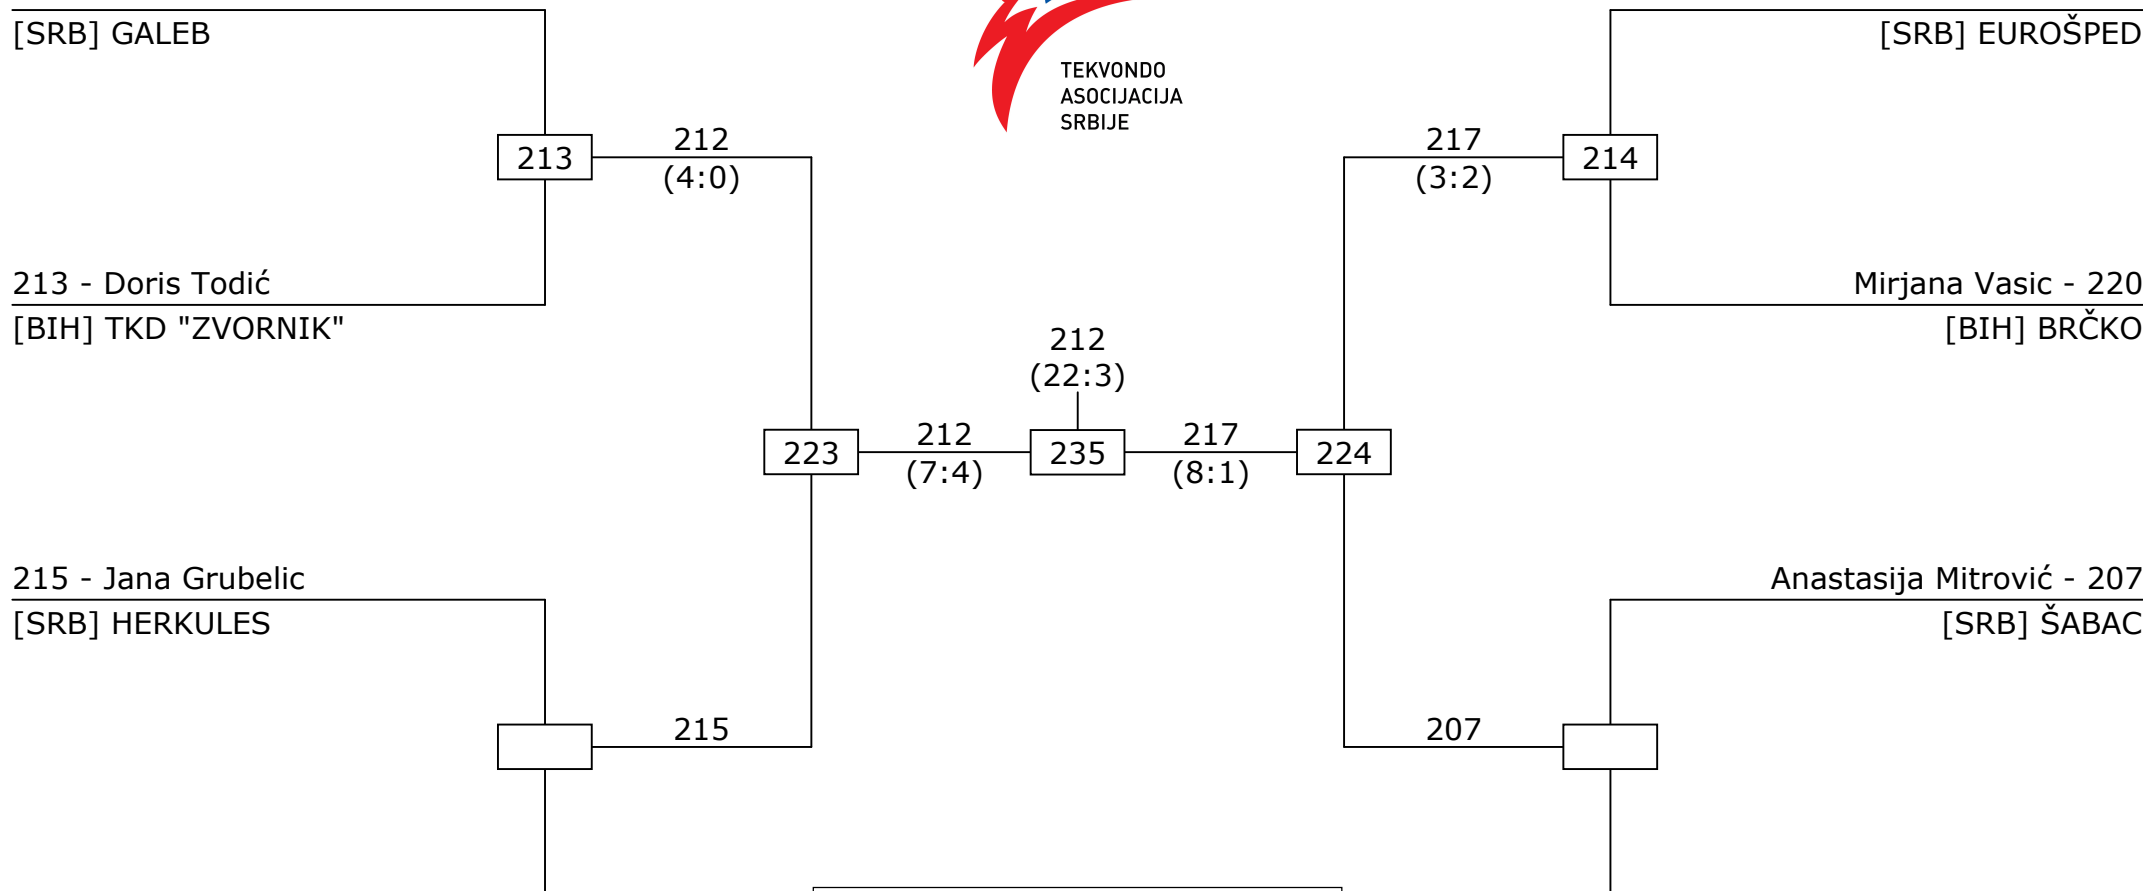 [SRB] GALEB
[SRB] EUROŠPED
TEKVONDO
ASOCIJACIJA
SRBIJE
213
212
(4:0)
217
(3:2)
214
213 - Doris Todić
[BIH] TKD "ZVORNIK"
Mirjana Vasic - 220
[BIH] BRČKO
212
(22:3)
223
212
(7:4)
235
217
(8:1)
224
215 - Jana Grubelic
[SRB] HERKULES
Anastasija Mitrović - 207
[SRB] ŠABAC
215
207